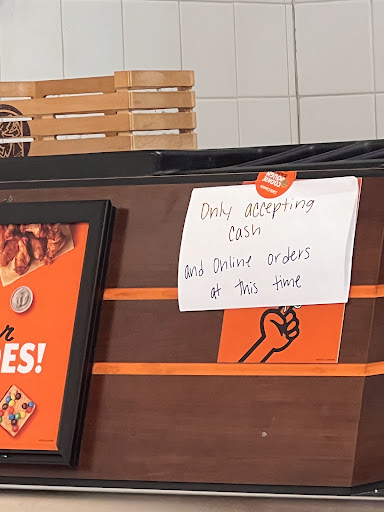 Only accepting
cash
and Online orders
at this time
ES!